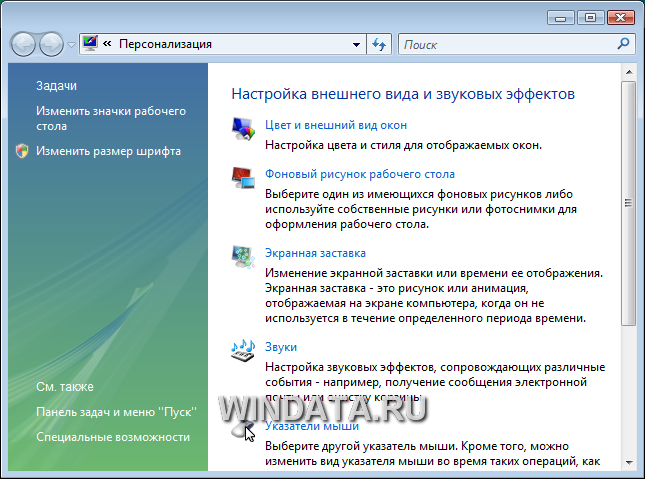 « Персонализация
Поиск
Задачи
Изменить значки рабочего
стола
Изменить размер шрифта
См. также
Панель задач и меню "Пуск"
Специальные возможности
Настройка внешнего вида и звуковых эффектов
Цвет и внешний вид окон
Настройка цвета и стиля для отображаемых окон.
Фоновый рисунок рабочего стола
Выберите один из имеющихся фоновых рисунков либо
используйте собственные рисунки или фотоснимки для
оформления рабочего стола.
Экранная заставка
Изменение экранной заставки или времени ее отображения.
Экранная заставка - это рисунок или анимация,
отображаемая на экране компьютера, когда он не
используется в течение определенного периода времени.
Звуки
Настройка звуковых эффектов, сопровождающих различные
события - например, получение сообщения электронной
почты или очистку корзины.
WINDATA.RU
Указатели мыши
Выберите другой указатель мыши. Кроме того, можно
изменить вид указателя мыши во время таких операций, как